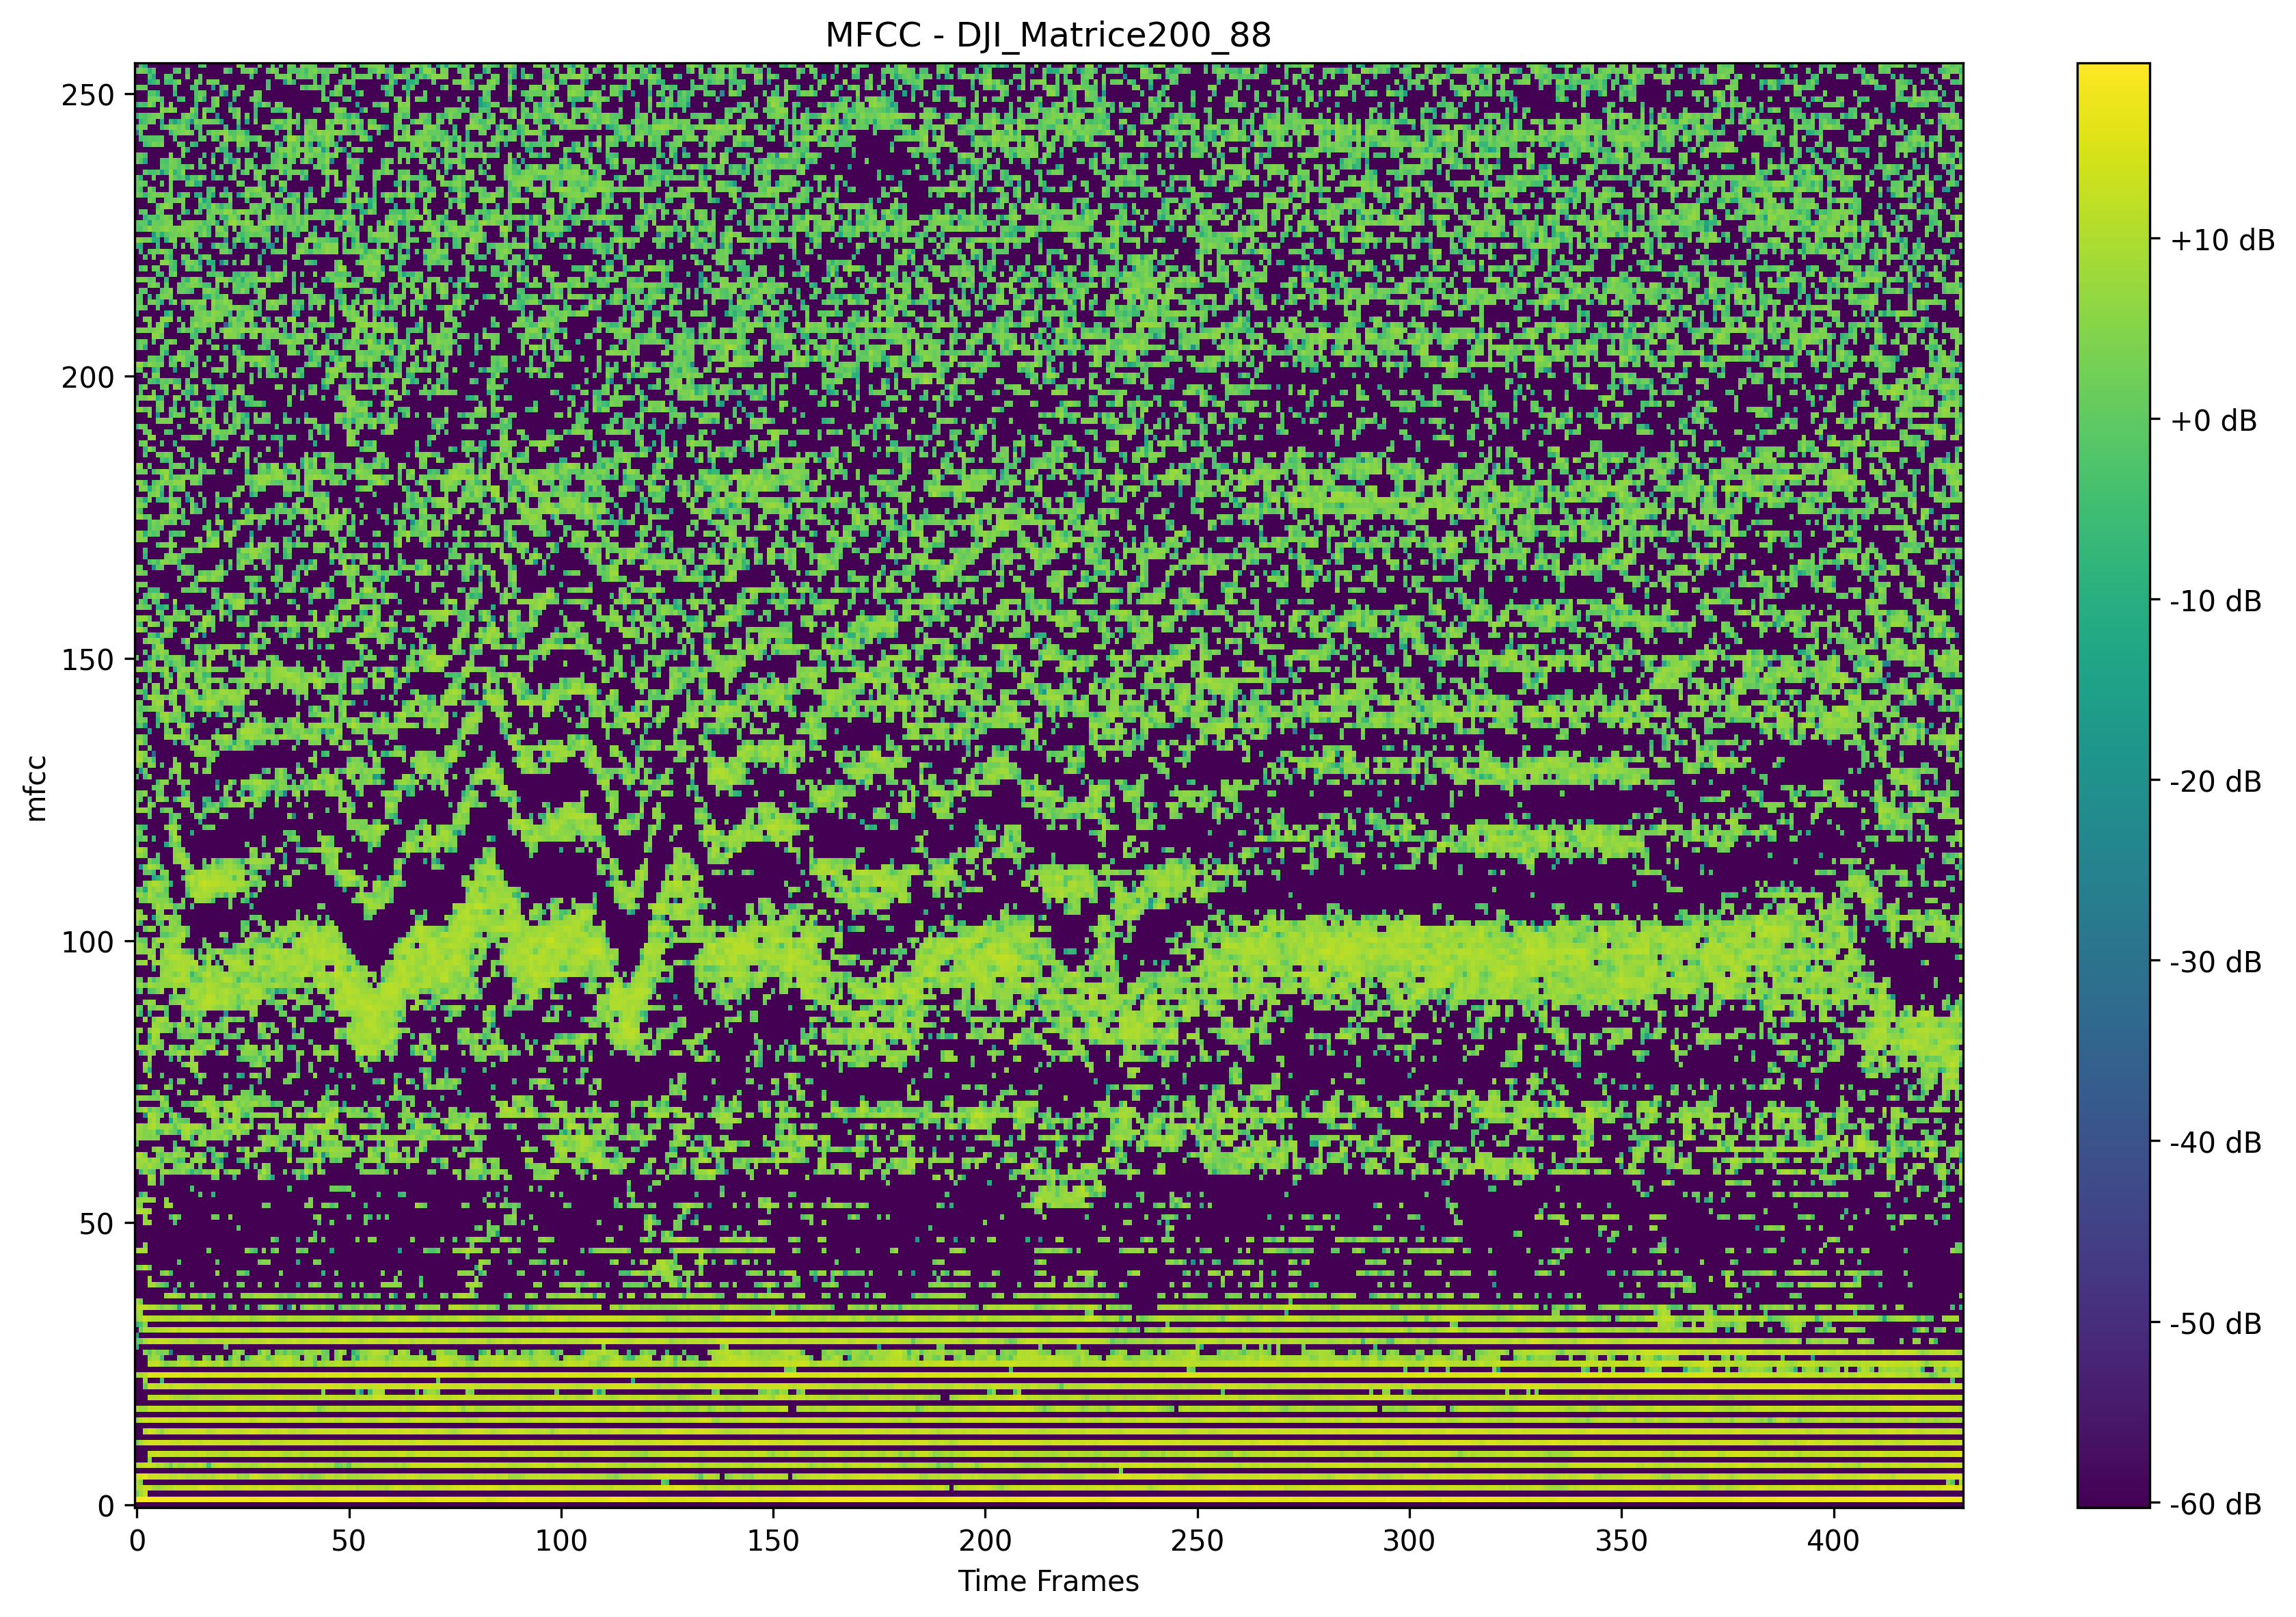 MFCC - DJI_Matrice200_88
250
200
150
100
50
0
mfcc
0 50 100 150 200 250 300 350 400
Time Frames
+10 dB
+0 dB
-10 dB
-20 dB
-30 dB
-40 dB
-50 dB
-60 dB